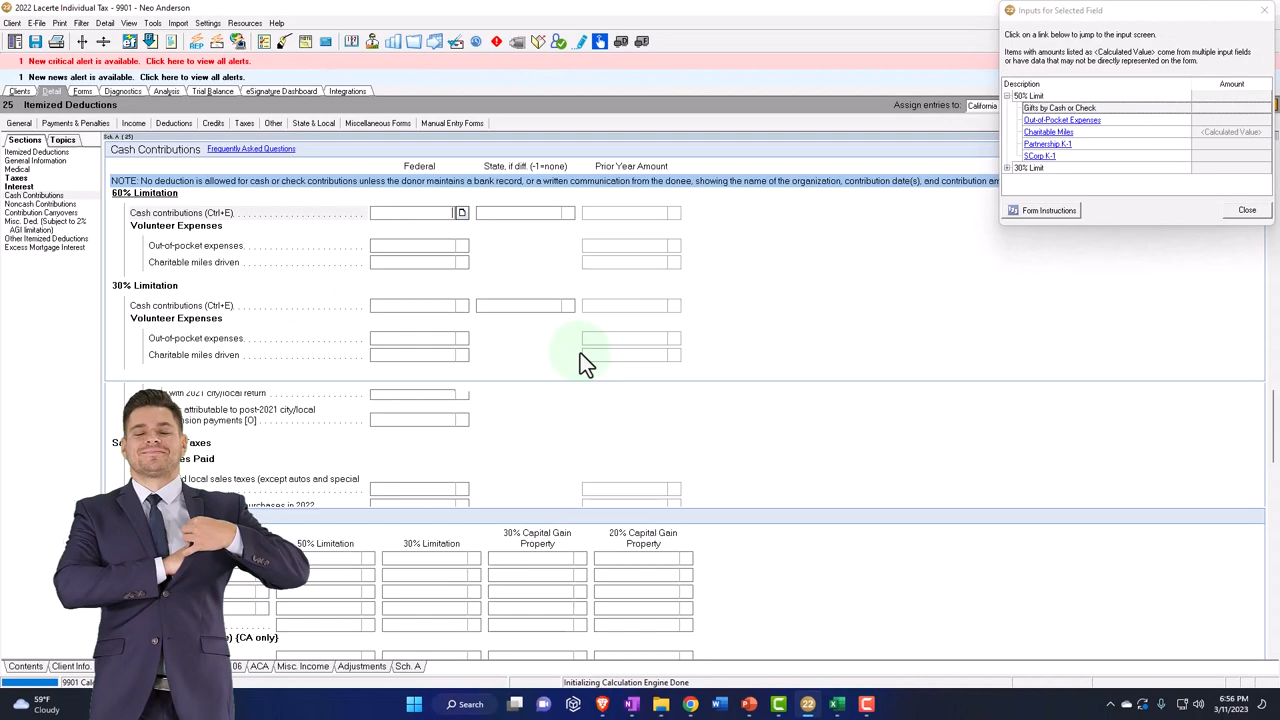 2022 Lacerte Individual Tax - 9901 - Neo Anderson
Client E-File Print Filter Detail View Tools Import Settings Resources Help
1 New critical alert is available. Click here to view all alerts.
1 New news alert is available. Click here to view all alerts.
Clients Detail Forms Diagnostics Analysis Trial Balance eSignature Dashboard Integrations
25 Itemized Deductions Assign entries to: California
General Payments & Penalties Income Deductions Credits Taxes Other State & Local Miscellaneous Forms Manual Entry Forms
Sections Topics
Itemized Deductions
General Information
Medical
Taxes
Interest
Cash Contributions
Noncash Contributions
Contribution Carryovers
Misc. Ded. (Subject to 2%
AGI limitation)
Other Itemized Deductions
Excess Mortgage Interest
Sch. A (25)
Cash Contributions Frequently Asked Questions
Federal State, if diff. (-1=none) Prior Year Amount
NOTE: No deduction is allowed for cash or check contributions unless the donor maintains a bank record, or a written communication from the donee, showing the name of the organization, contribution date(s), and contribution
60% Limitation
Cash contributions (Ctrl+E)
Volunteer Expenses
Out-of-pocket expenses
Charitable miles driven
30% Limitation
Cash contributions (Ctrl+E)
Volunteer Expenses
Out-of-pocket expenses
Charitable miles driven
with 2021 city/local return
attributable to post-2021 city/local
payments [O]
Taxes
Paid
local sales taxes (except autos and special
purchases in 2022
50% Limitation 30% Limitation 30% Capital Gain Property 20% Capital Gain Property
{CA only}
Contents Client Info. 06 ACA Misc. Income Adjustments Sch. A
Initializing Calculation Engine Done
Inputs for Selected Field
Click on a link below to jump to the input screen.
Items with amounts listed as <Calculated Value> come from multiple input fields
or have data that may not be directly represented on the form.
Description Amount
50% Limit
Gifts by Cash or Check
Out-of-Pocket Expenses
Charitable Miles <Calculated Value>
Partnership K-1
SCorp K-1
30% Limit
Form Instructions Close
59°F
Cloudy
Search
6:56 PM
3/11/2023